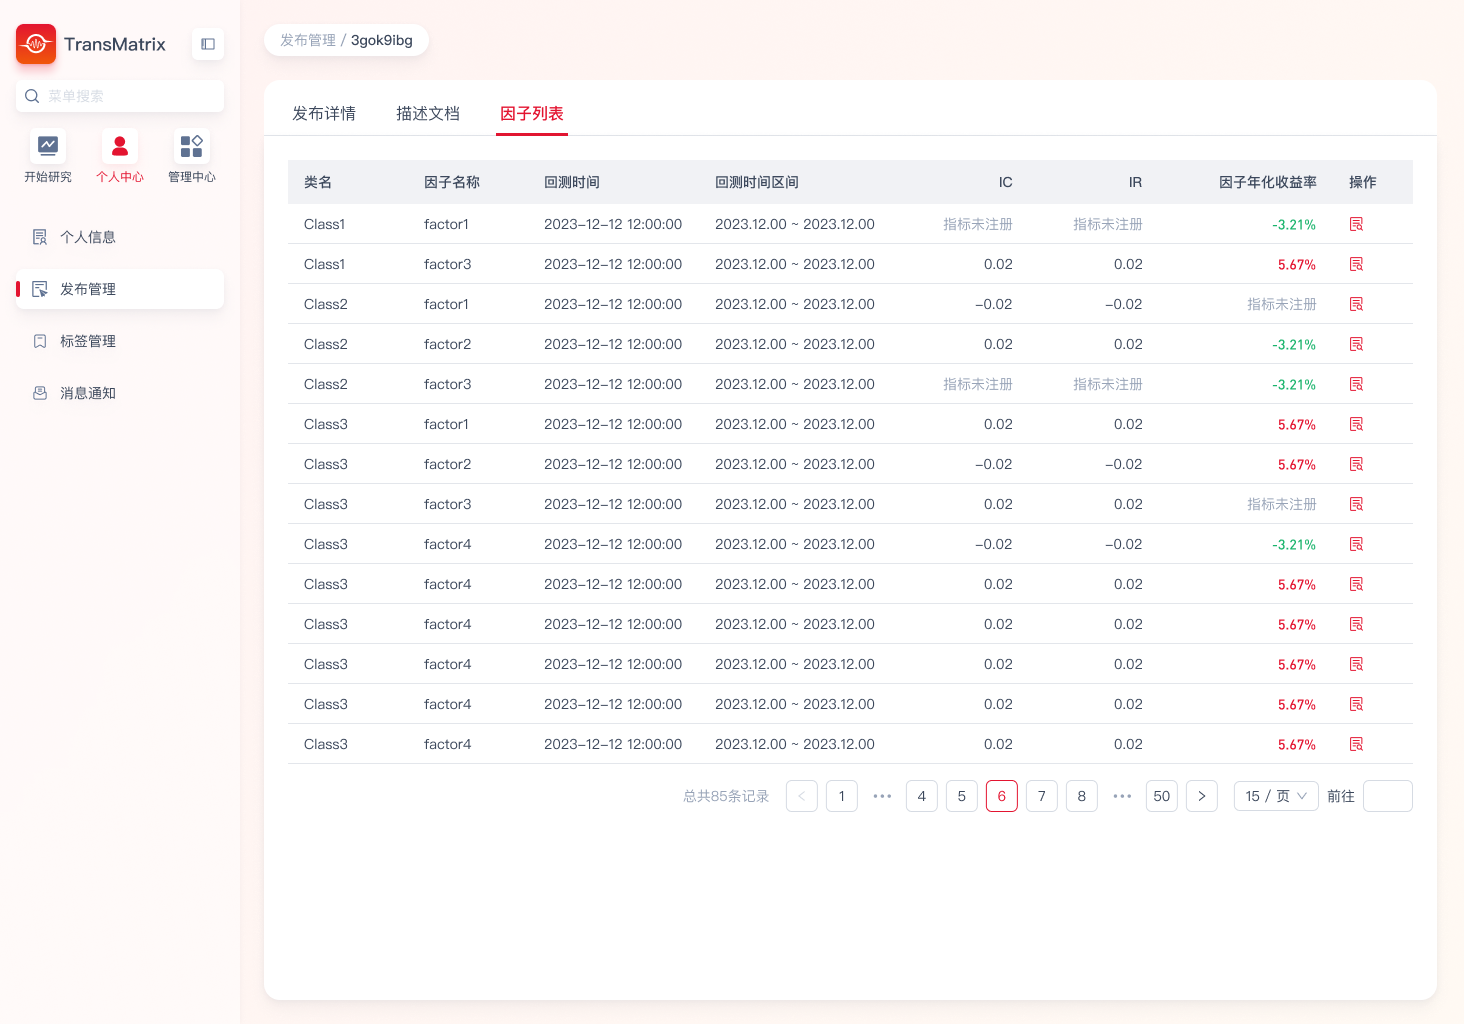 TransMatrix
菜单搜索
开始研究 个人中心 管理中心
个人信息
发布管理
标签管理
消息通知
发布管理 / 3gok9ibg
发布详情 描述文档 因子列表
类名 因子名称 回测时间 回测时间区间 IC IR 因子年化收益率 操作
Class1 factor1 2023-12-12 12:00:00 2023.12.00 ~ 2023.12.00 指标未注册 指标未注册 -3.21%
Class1 factor3 2023-12-12 12:00:00 2023.12.00 ~ 2023.12.00 0.02 0.02 5.67%
Class2 factor1 2023-12-12 12:00:00 2023.12.00 ~ 2023.12.00 -0.02 -0.02 指标未注册
Class2 factor2 2023-12-12 12:00:00 2023.12.00 ~ 2023.12.00 0.02 0.02 -3.21%
Class2 factor3 2023-12-12 12:00:00 2023.12.00 ~ 2023.12.00 指标未注册 指标未注册 -3.21%
Class3 factor1 2023-12-12 12:00:00 2023.12.00 ~ 2023.12.00 0.02 0.02 5.67%
Class3 factor2 2023-12-12 12:00:00 2023.12.00 ~ 2023.12.00 -0.02 -0.02 5.67%
Class3 factor3 2023-12-12 12:00:00 2023.12.00 ~ 2023.12.00 0.02 0.02 指标未注册
Class3 factor4 2023-12-12 12:00:00 2023.12.00 ~ 2023.12.00 -0.02 -0.02 -3.21%
Class3 factor4 2023-12-12 12:00:00 2023.12.00 ~ 2023.12.00 0.02 0.02 5.67%
Class3 factor4 2023-12-12 12:00:00 2023.12.00 ~ 2023.12.00 0.02 0.02 5.67%
Class3 factor4 2023-12-12 12:00:00 2023.12.00 ~ 2023.12.00 0.02 0.02 5.67%
Class3 factor4 2023-12-12 12:00:00 2023.12.00 ~ 2023.12.00 0.02 0.02 5.67%
Class3 factor4 2023-12-12 12:00:00 2023.12.00 ~ 2023.12.00 0.02 0.02 5.67%
总共85条记录 < 1 ••• 4 5 6 7 8 ••• 50 > 15 / 页 前往